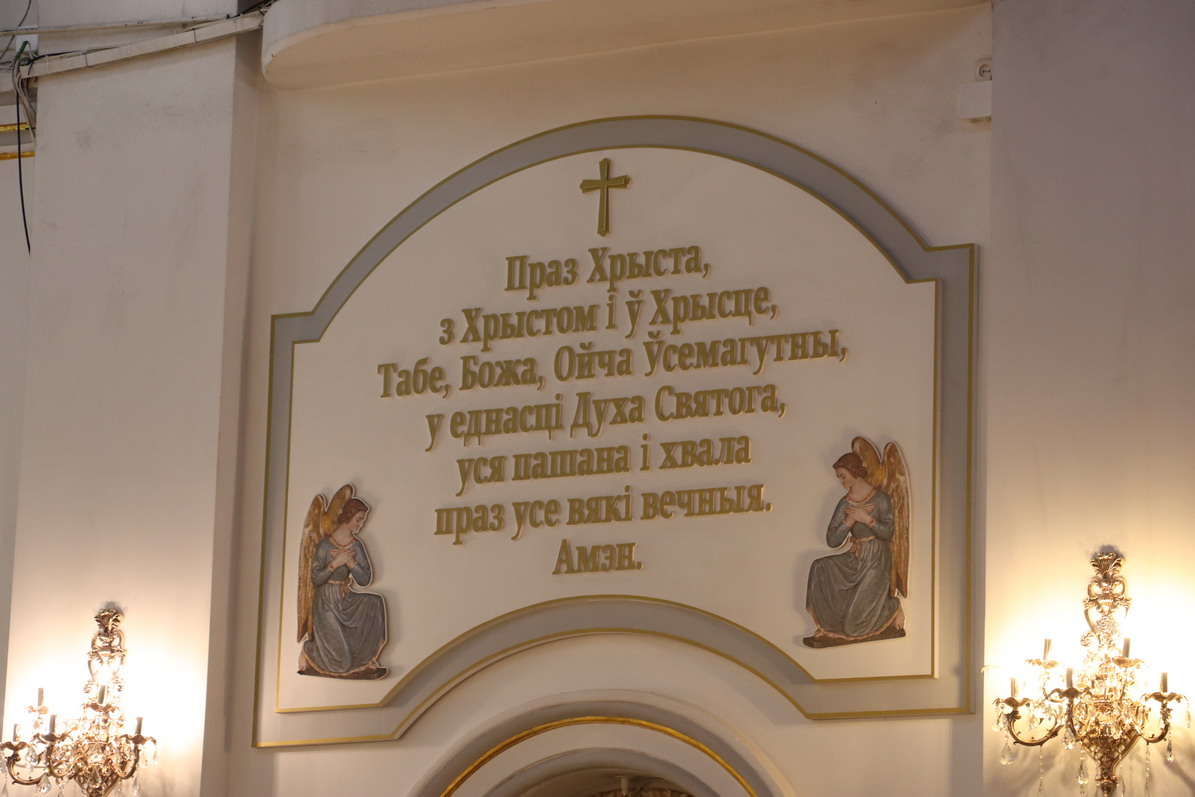 Праз Хрыста,
з Хрыстом і ў Хрысце,
Табе, Божа, Ойча Ўсемагутны,
у еднасці Духа Святога,
уся пашана і хвала
праз усе вякі вечныя.
Амэн.